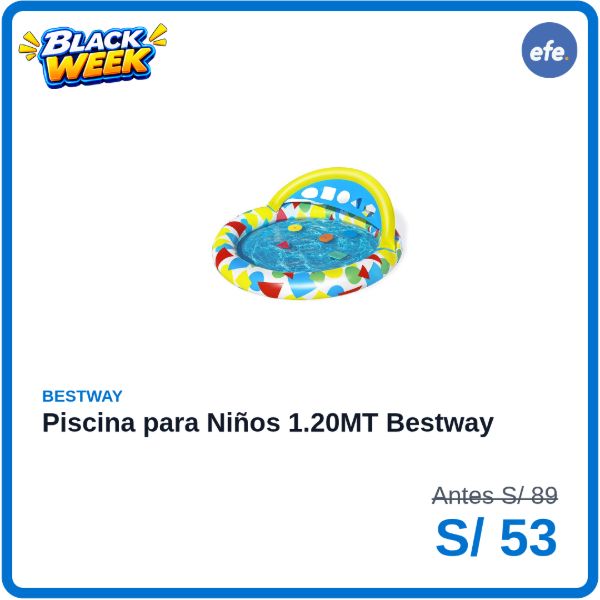 BLACK
WEEK
efe.
BESTWAY
Piscina para Niños 1.20MT Bestway
Antes S/ 89
S/ 53